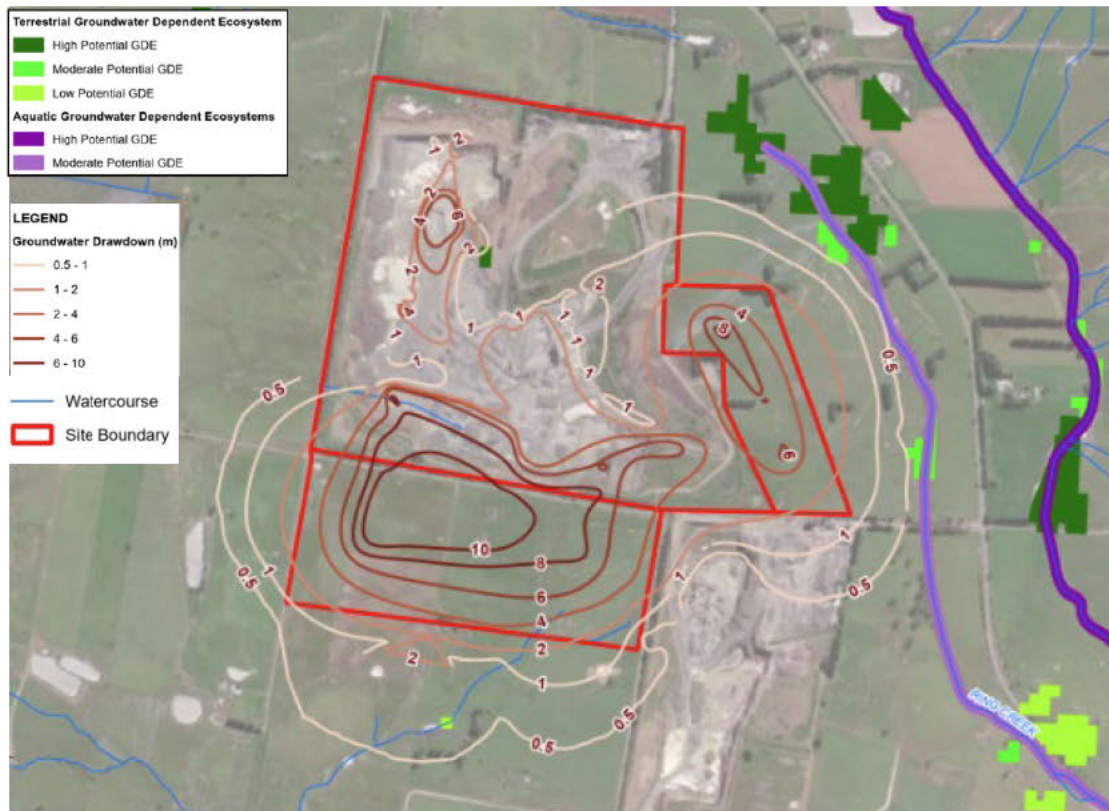 Terrestrial Groundwater Dependent Ecosystem
High Potential GDE
Moderate Potential GDE
Low Potential GDE
Aquatic Groundwater Dependent Ecosystems
High Potential GDE
Moderate Potential GDE
LEGEND
Groundwater Drawdown (m)
0.5 - 1
1 - 2
2 - 4
4 - 6
6 - 10
Watercourse
Site Boundary
1
2
2
4
6
2
2
4
1
1
1
1
2
1
1
1
1
4
8
6
0.5
0.5
1
0.5
10
8
6
4
2
2
1
0.5
1
0.5
1
0.5
0.5
RING CREEK